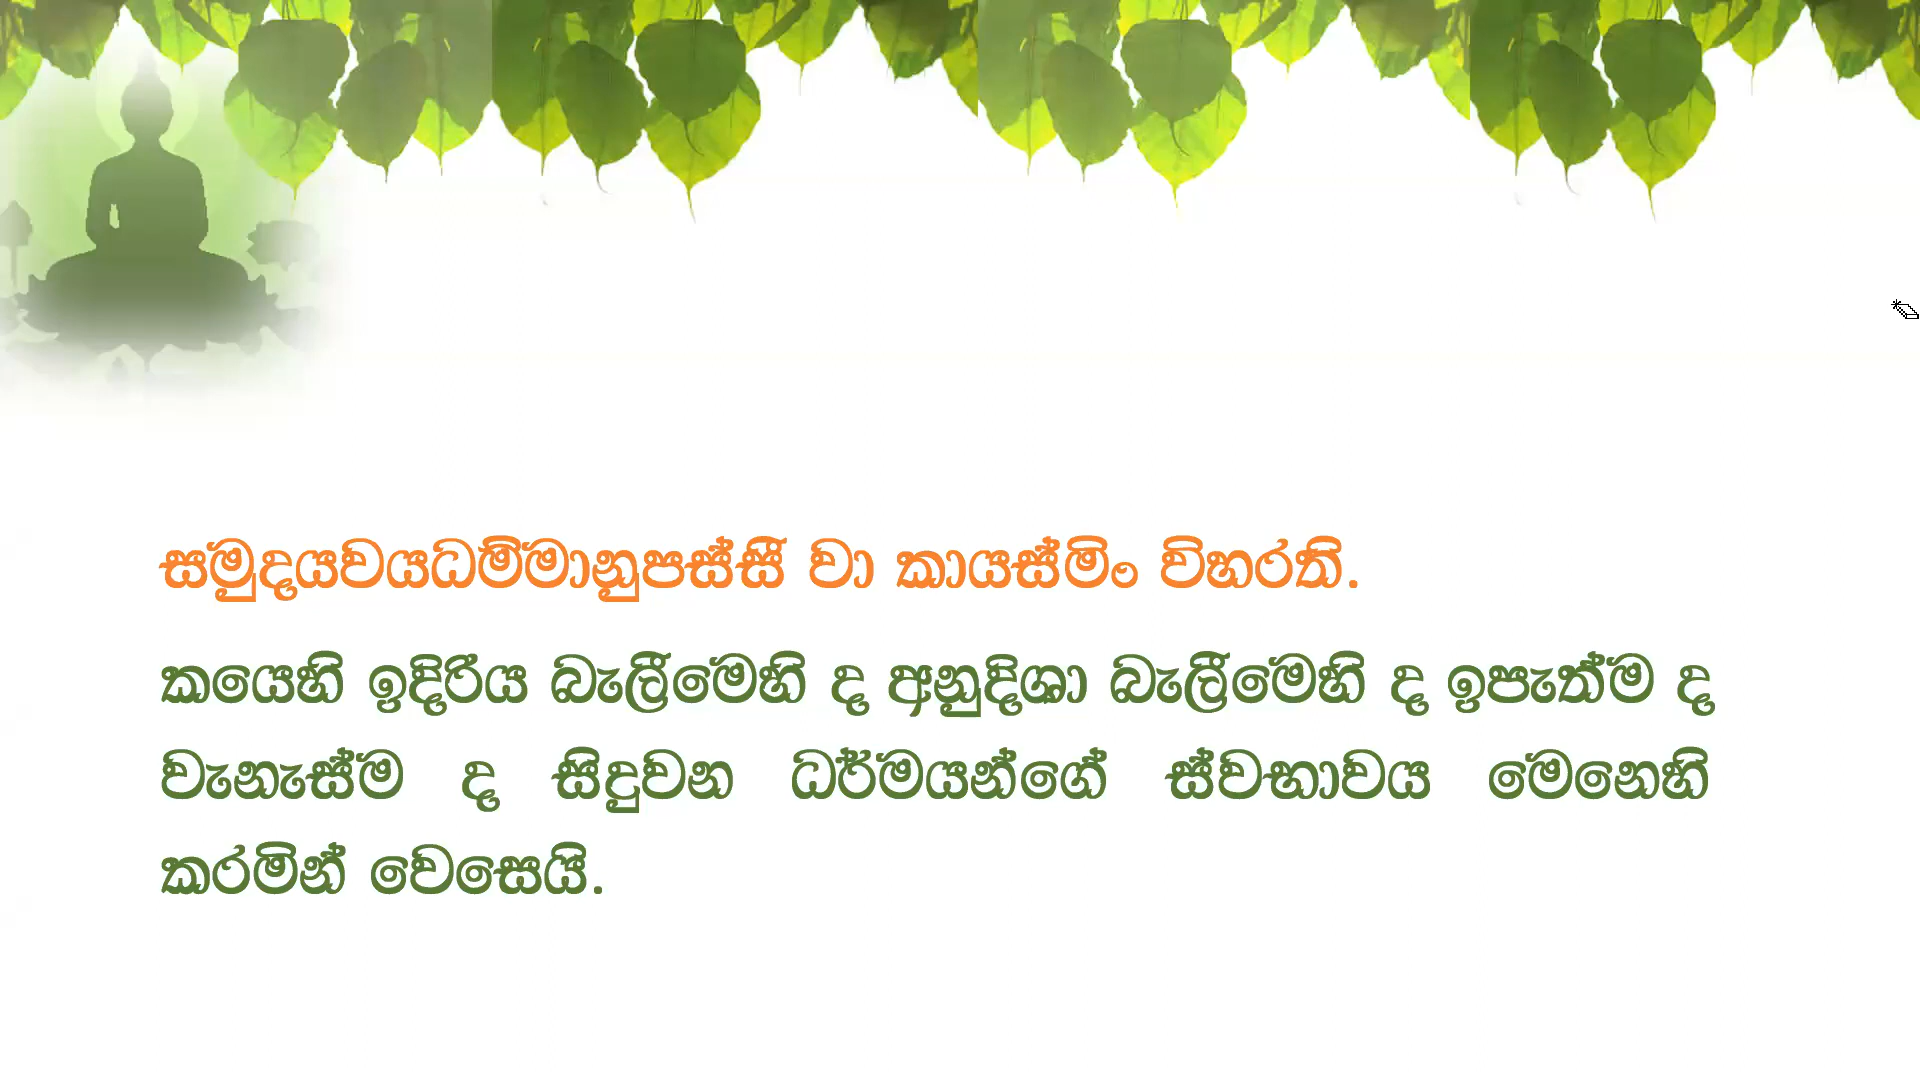 සමුදයවයධම්මානුපස්සී වා කායස්මිං විහරති.
කයෙහි ඉදිරිය බැලීමෙහි ද අනුදිශා බැලීමෙහි ද ඉපැත්ම ද
වැනැස්ම ද සිදුවන ධර්මයන්ගේ ස්වභාවය මෙනෙහි
කරමින් වෙසෙයි.